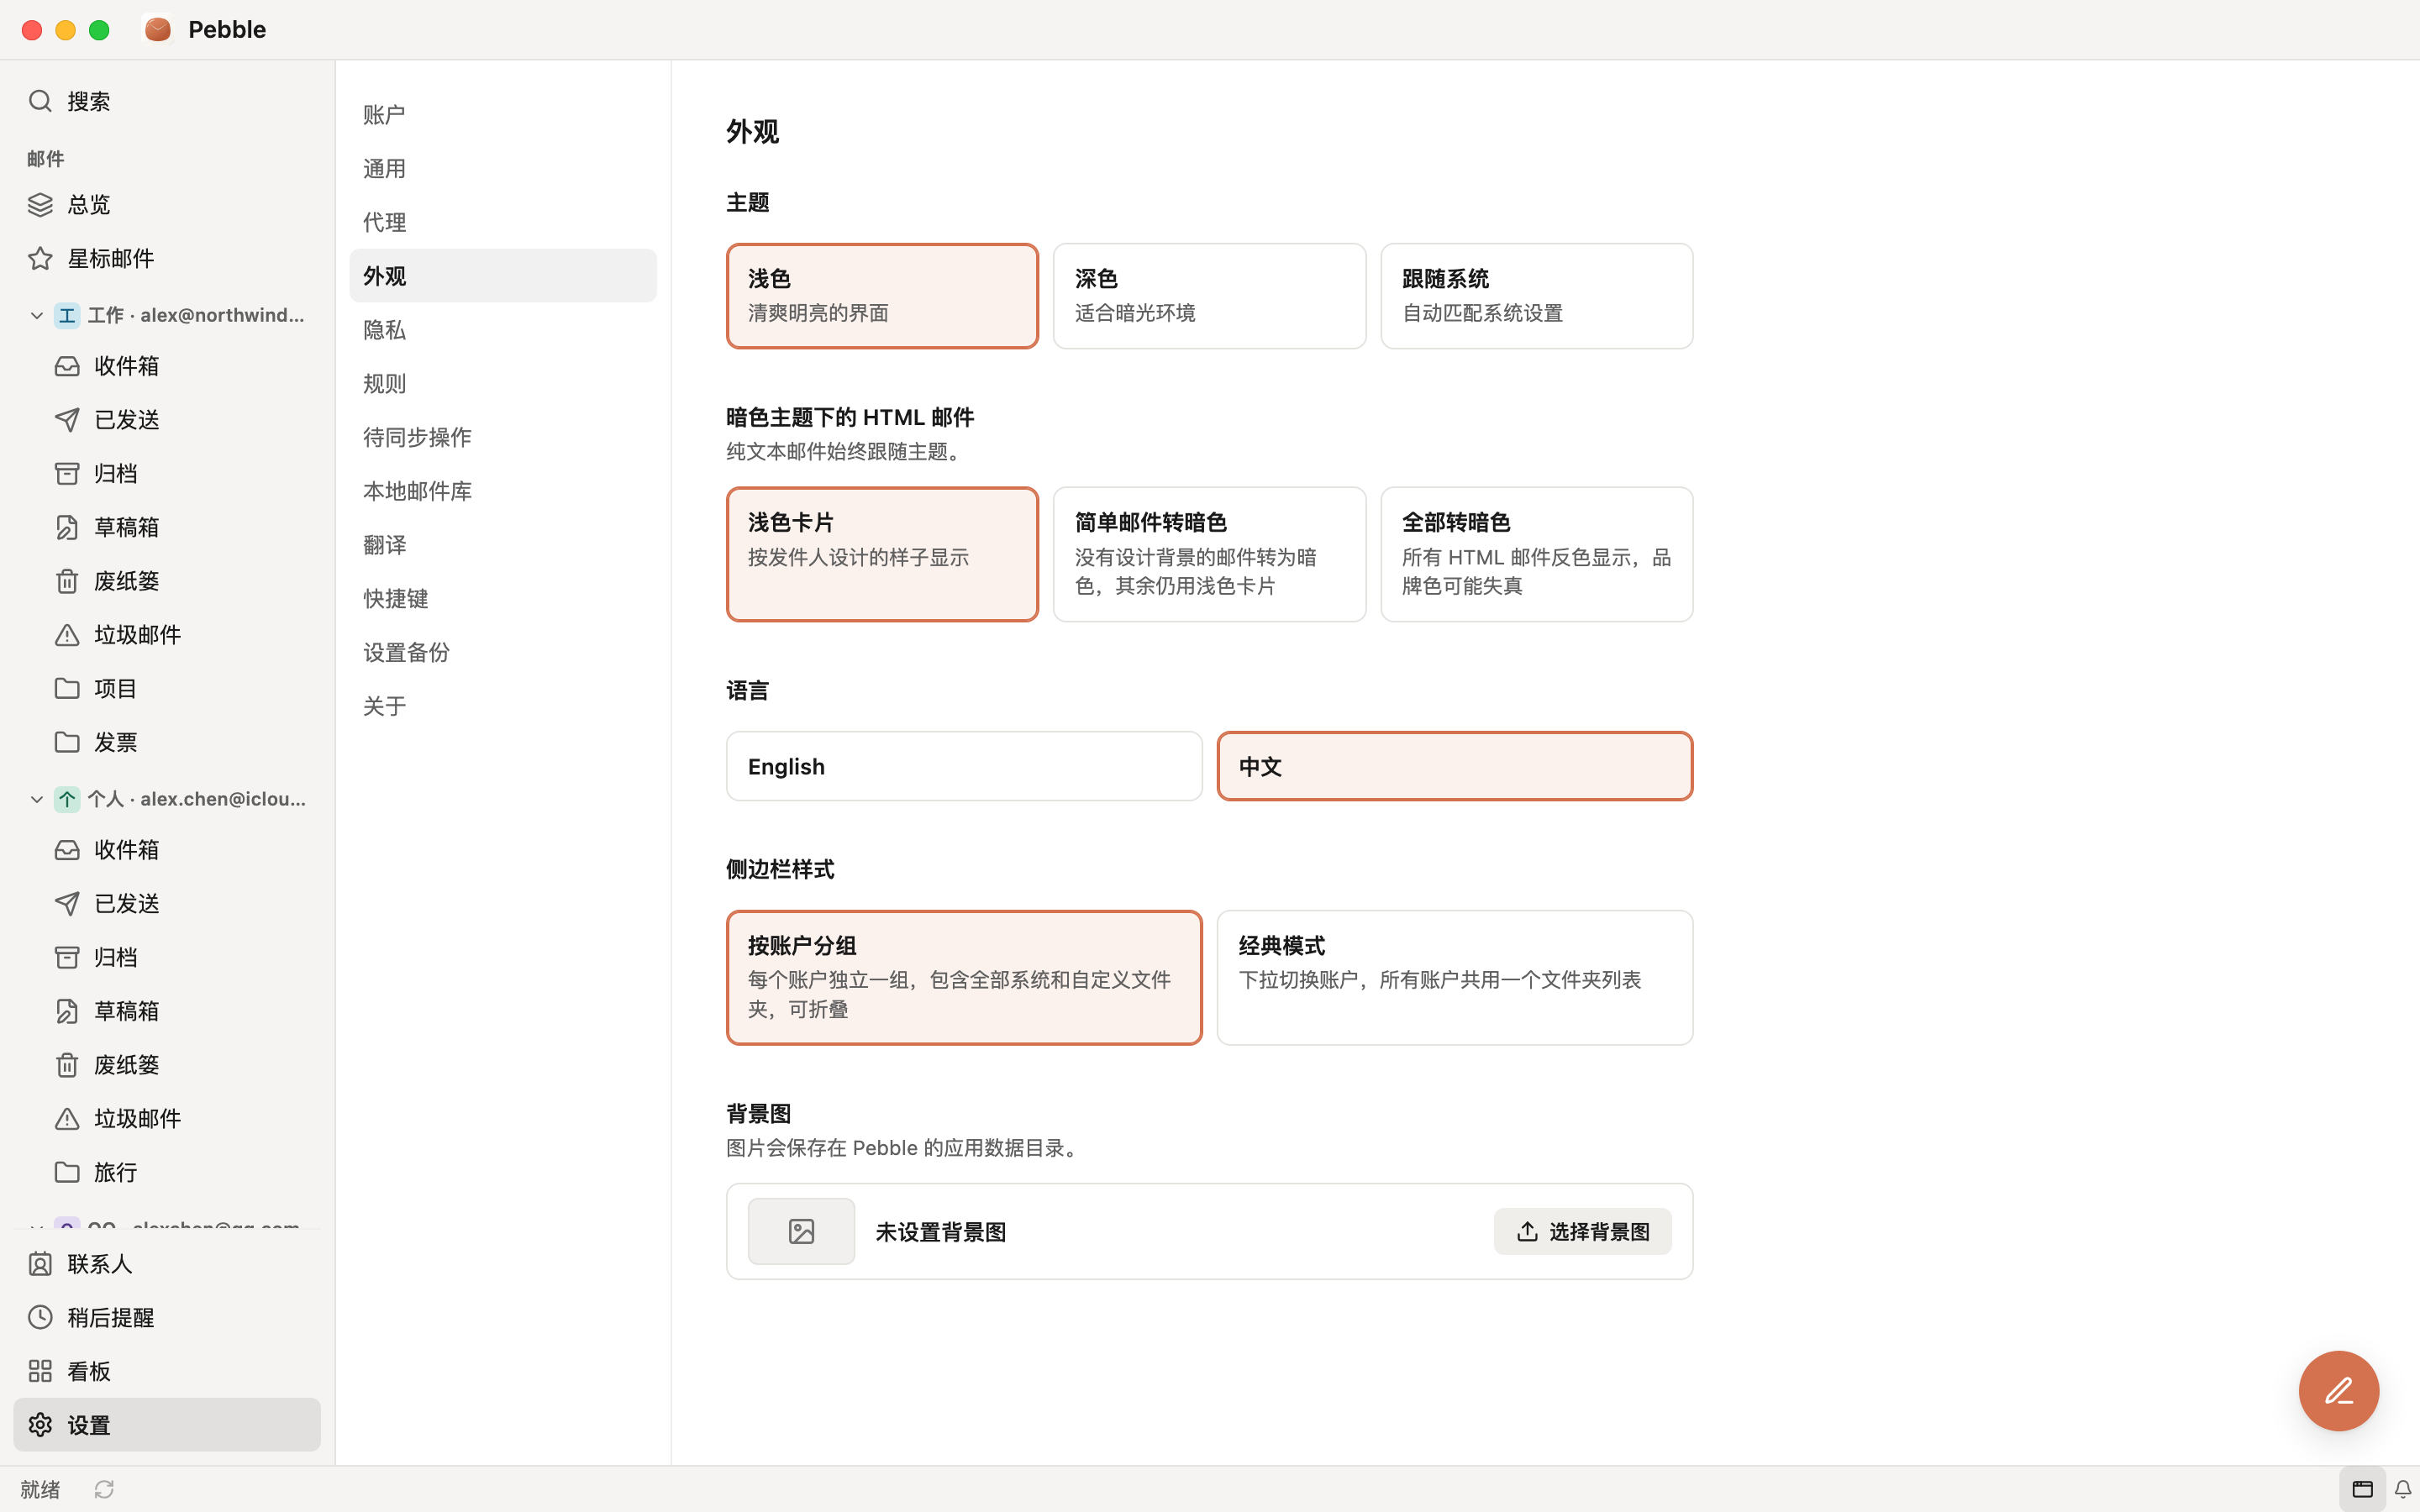 Pebble
搜索
邮件
总览
星标邮件
工 工作 · alex@northwind...
收件箱
已发送
归档
草稿箱
废纸篓
垃圾邮件
项目
发票
个 个人 · alex.chen@iclou...
收件箱
已发送
归档
草稿箱
废纸篓
垃圾邮件
旅行
QQ · alexchen@qq.com
联系人
稍后提醒
看板
设置
账户
通用
代理
外观
隐私
规则
待同步操作
本地邮件库
翻译
快捷键
设置备份
关于
外观
主题
浅色
清爽明亮的界面
深色
适合暗光环境
跟随系统
自动匹配系统设置
暗色主题下的 HTML 邮件
纯文本邮件始终跟随主题。
浅色卡片
按发件人设计的样子显示
简单邮件转暗色
没有设计背景的邮件转为暗
色，其余仍用浅色卡片
全部转暗色
所有 HTML 邮件反色显示，品
牌色可能失真
语言
English
中文
侧边栏样式
按账户分组
每个账户独立一组，包含全部系统和自定义文件
夹，可折叠
经典模式
下拉切换账户，所有账户共用一个文件夹列表
背景图
图片会保存在 Pebble 的应用数据目录。
未设置背景图
选择背景图
就绪